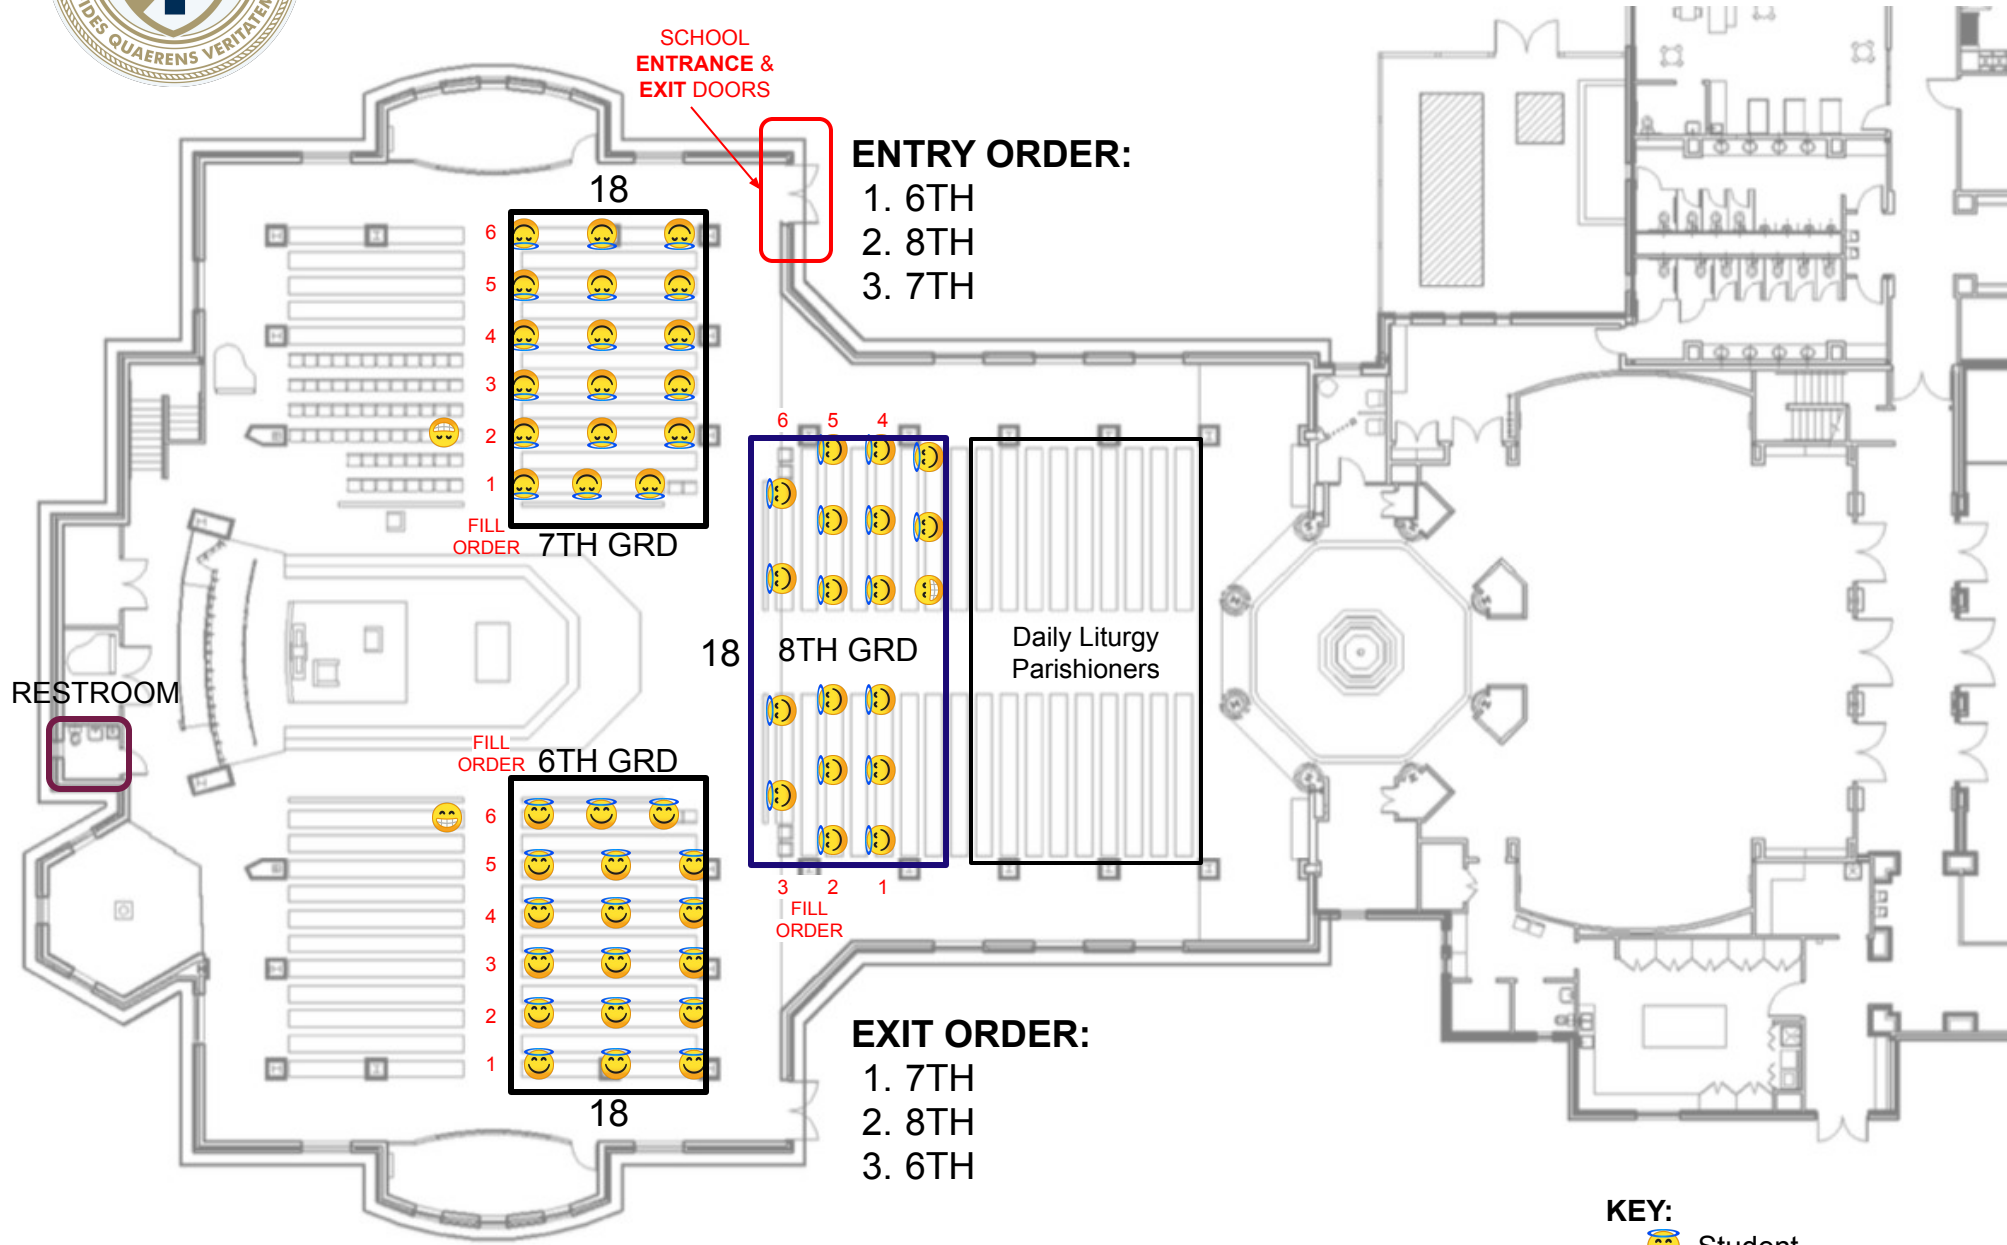 IDES QUAERENS VERITATEM
SCHOOL
ENTRANCE &
EXIT DOORS
ENTRY ORDER:
1. 6TH
2. 8TH
3. 7TH
18
6
5
4
3
2
1
FILL
ORDER
7TH GRD
6 5 4
18
8TH GRD
Daily Liturgy
Parishioners
RESTROOM
FILL
ORDER
6TH GRD
6
5
4
3
2
1
18
3 2 1
FILL
ORDER
EXIT ORDER:
1. 7TH
2. 8TH
3. 6TH
KEY:
Student